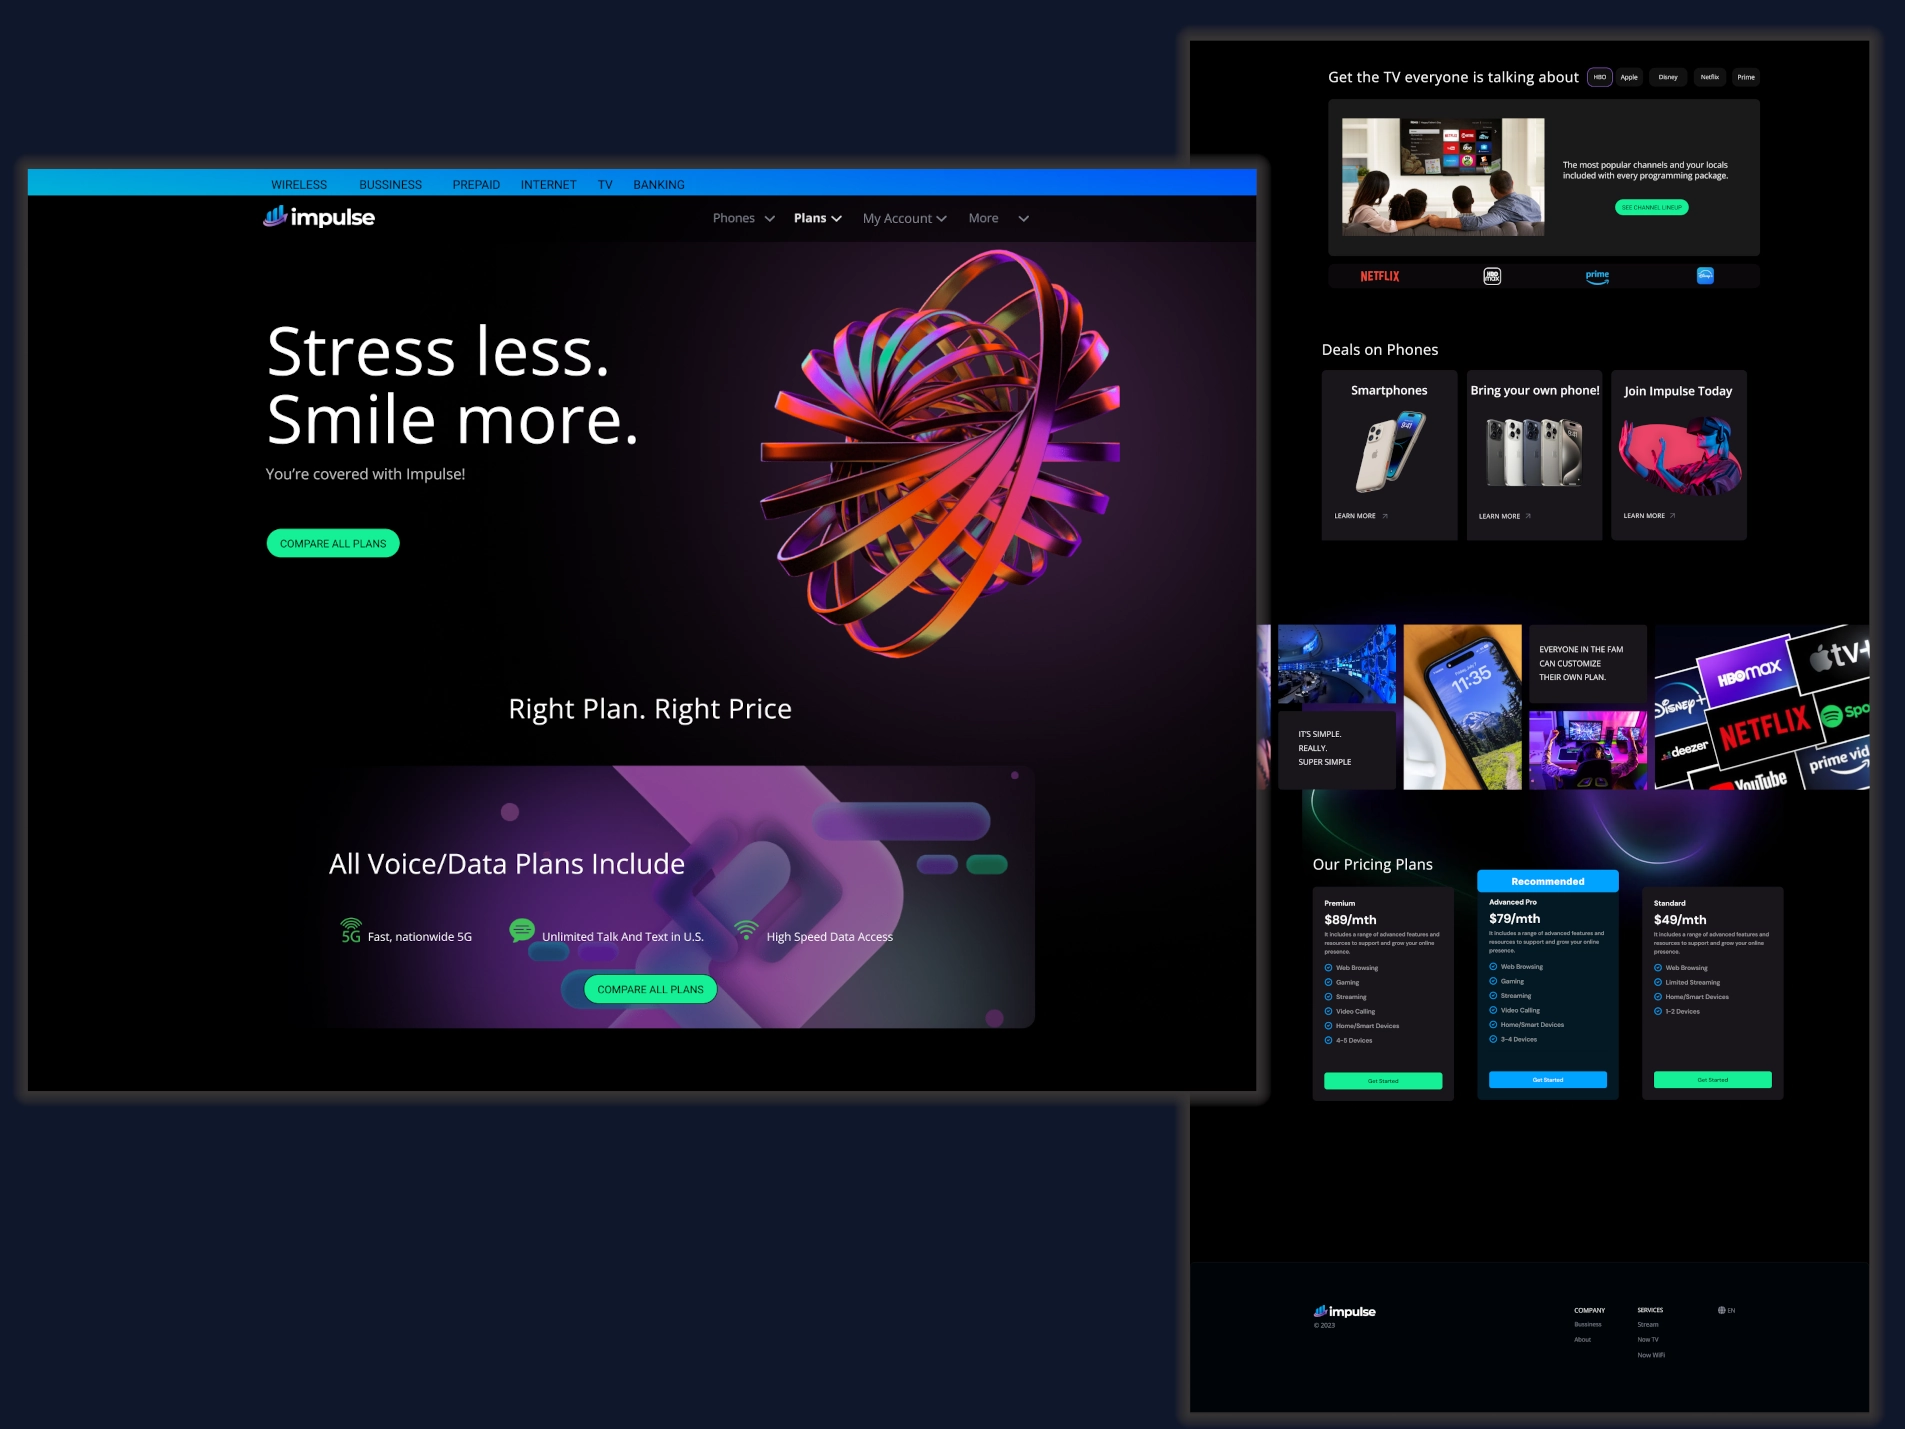 WIRELESS BUSSINESS PREPAID INTERNET TV BANKING
impulse
Phones Plans My Account More
Stress less.
Smile more.
You're covered with Impulse!
COMPARE ALL PLANS
Right Plan. Right Price
All Voice/Data Plans Include
5G Fast, nationwide 5G
Unlimited Talk And Text in U.S.
High Speed Data Access
COMPARE ALL PLANS
Get the TV everyone is talking about
HBO Apple Disney Netflix Prime
The most popular channels and your locals
included with every programming package.
SEE CHANNEL LINEUP
NETFLIX
HBO
max
prime
Disney+
Deals on Phones
Smartphones
9:41
LEARN MORE
Bring your own phone!
9:41
LEARN MORE
Join Impulse Today
LEARN MORE
IT'S SIMPLE.
REALLY.
SUPER SIMPLE
11:35
EVERYONE IN THE FAM
CAN CUSTOMIZE
THEIR OWN PLAN.
HBOmax
tv+
Disney+
NETFLIX
Spo
deezer
YouTube
prime vid
Our Pricing Plans
Premium
$89/mth
It includes a range of advanced features and
resources to support and grow your online
presence.
Web Browsing
Gaming
Streaming
Video Calling
Home/Smart Devices
4-5 Devices
Get Started
Recommended
Advanced Pro
$79/mth
It includes a range of advanced features and
resources to support and grow your online
presence.
Web Browsing
Gaming
Streaming
Video Calling
Home/Smart Devices
3-4 Devices
Get Started
Standard
$49/mth
It includes a range of advanced features and
resources to support and grow your online
presence.
Web Browsing
Limited Streaming
Home/Smart Devices
1-2 Devices
Get Started
impulse
© 2023
COMPANY
Bussiness
About
SERVICES
Stream
Now TV
Now WiFi
EN